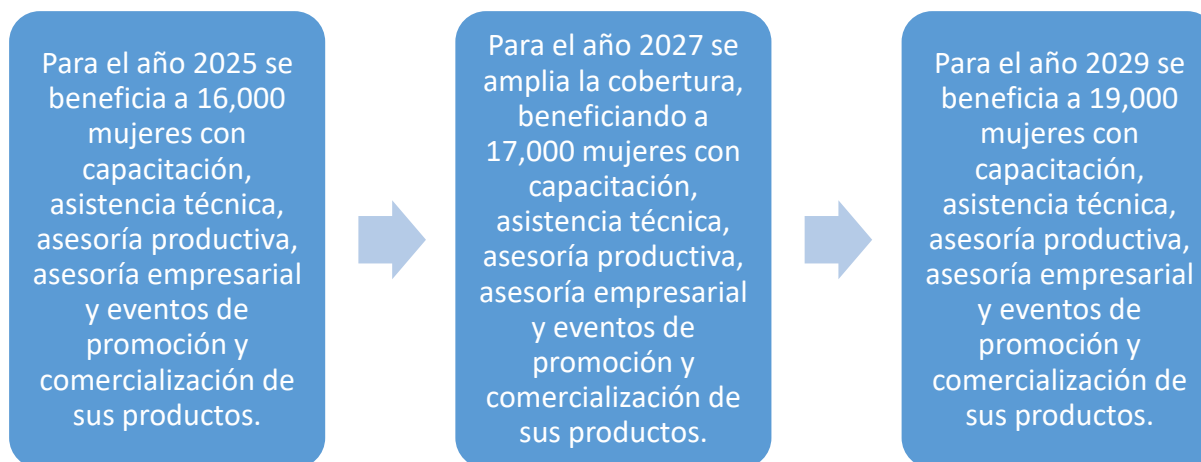 Para el año 2025 se
beneficia a 16,000
mujeres con
capacitación,
asistencia técnica,
asesoría productiva,
asesoría empresarial
y eventos de
promoción y
comercialización de
sus productos.
Para el año 2027 se
amplia la cobertura,
beneficiando a
17,000 mujeres con
capacitación,
asistencia técnica,
asesoría productiva,
asesoría empresarial
y eventos de
promoción y
comercialización de
sus productos.
Para el año 2029 se
beneficia a 19,000
mujeres con
capacitación,
asistencia técnica,
asesoría productiva,
asesoría empresarial
y eventos de
promoción y
comercialización de
sus productos.